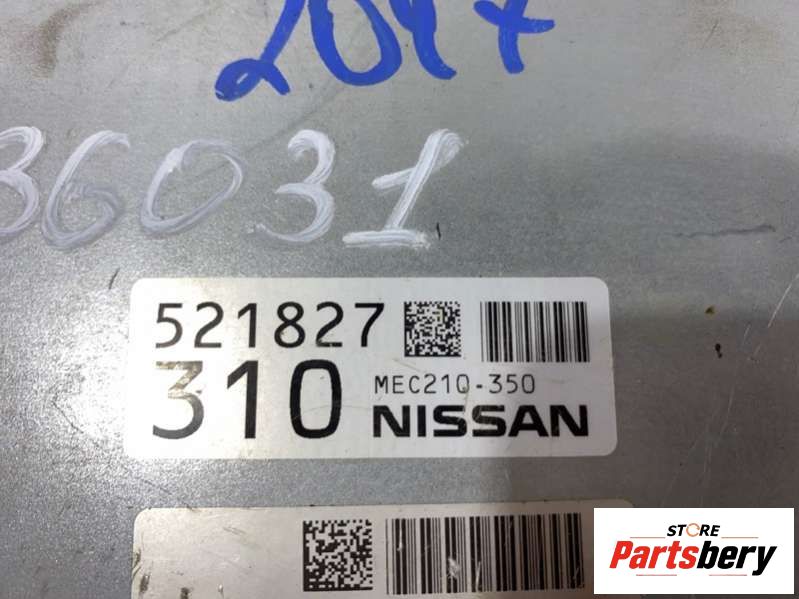 2017
36031
521827
310
MEC210-350
NISSAN
STORE
Partsbery